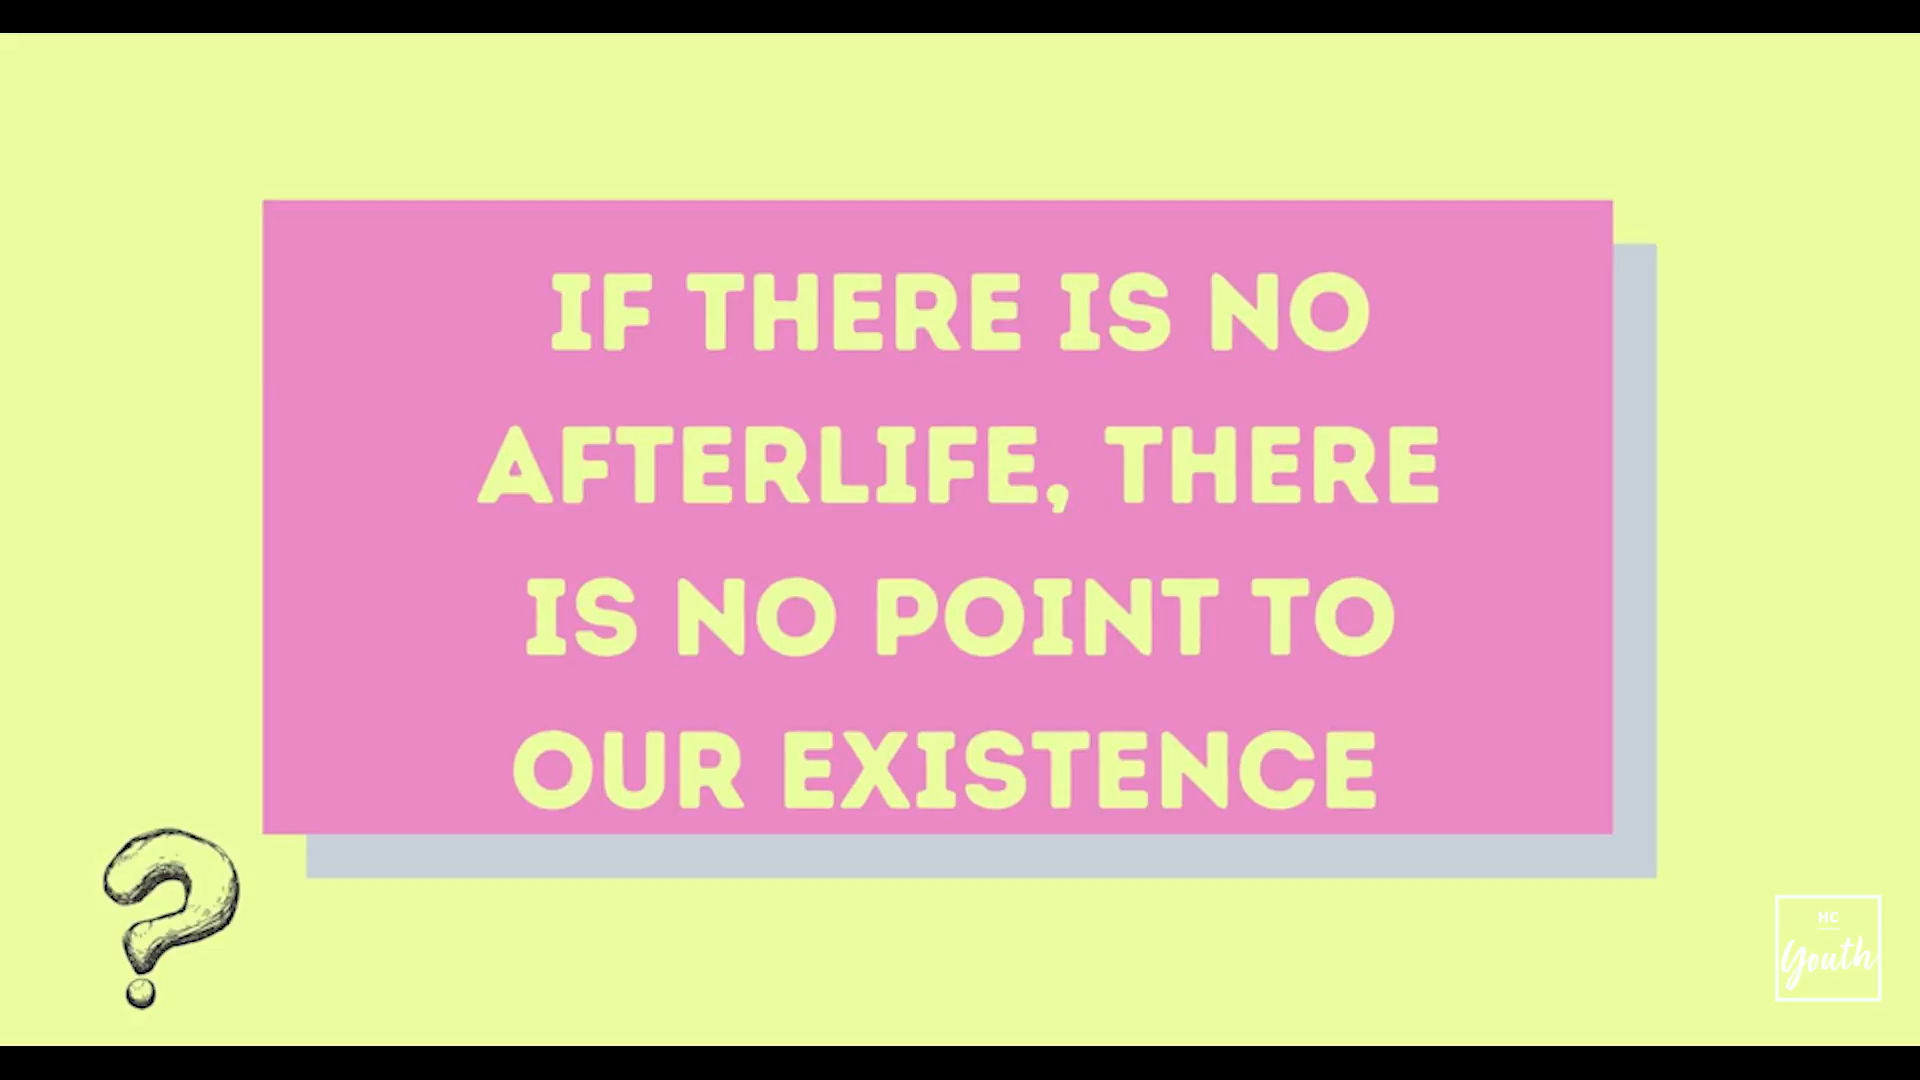 IF THERE IS NO
AFTERLIFE, THERE
IS NO POINT TO
OUR EXISTENCE
?
HC
Youth